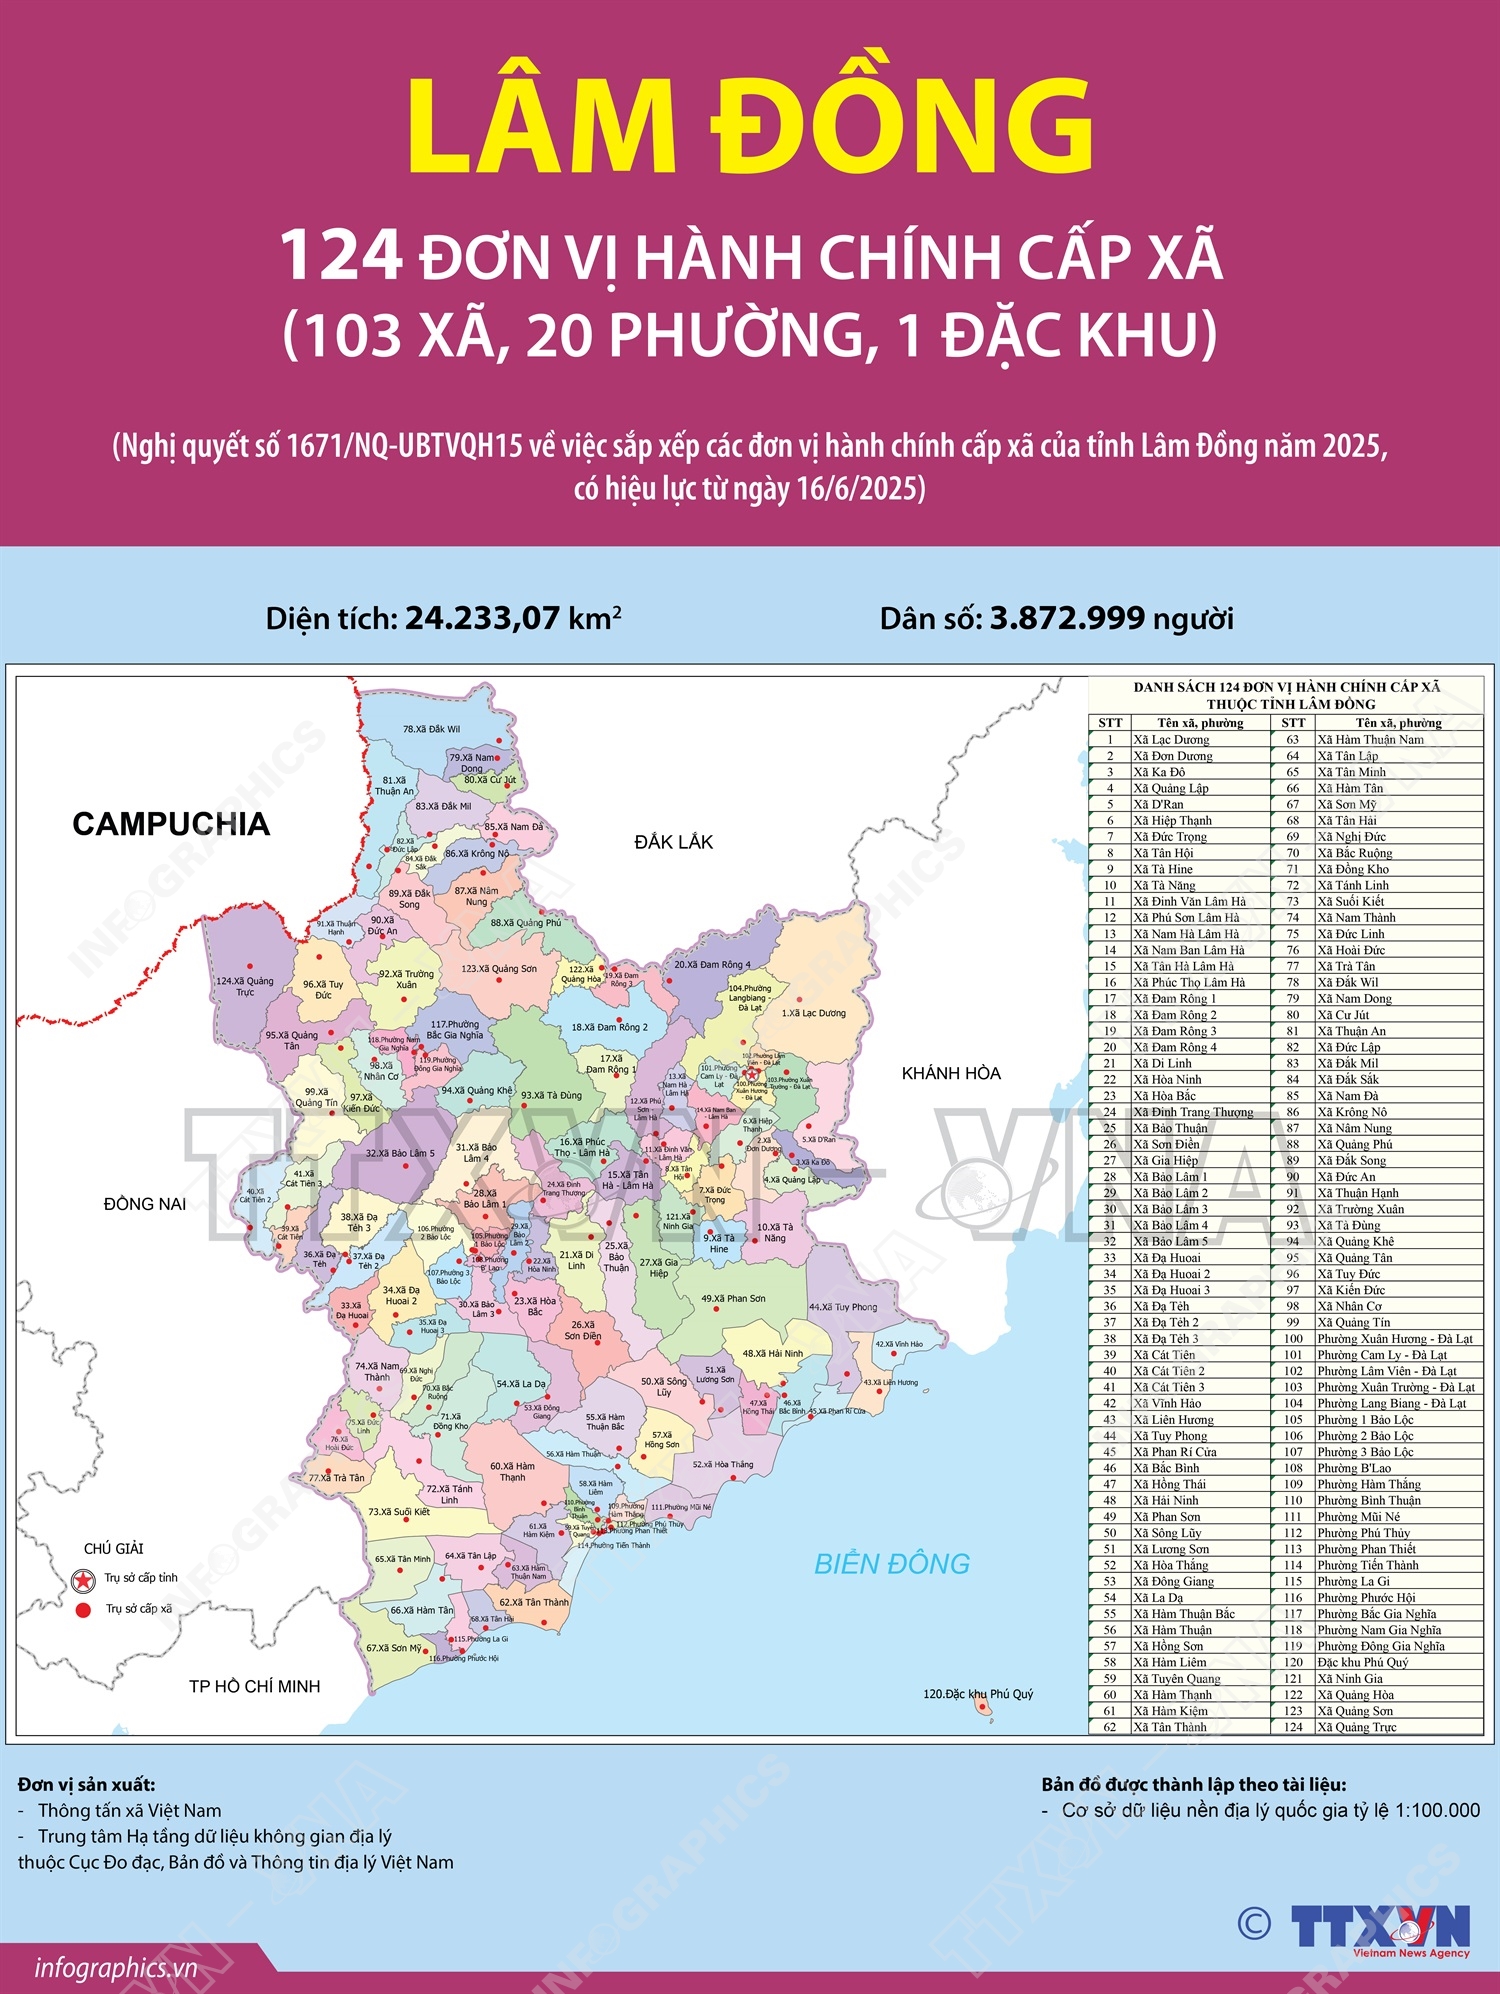 LÂM ĐỒNG
124 ĐƠN VỊ HÀNH CHÍNH CẤP XÃ
(103 XÃ, 20 PHƯỜNG, 1 ĐẶC KHU)
(Nghị quyết số 1671/NQ-UBTVQH15 về việc sắp xếp các đơn vị hành chính cấp xã của tỉnh Lâm Đồng năm 2025,
có hiệu lực từ ngày 16/6/2025)
Diện tích: 24.233,07 km²
Dân số: 3.872.999 người
CAMPUCHIA
ĐẮK LẮK
KHÁNH HÒA
ĐỒNG NAI
TP HỒ CHÍ MINH
BIỂN ĐÔNG
78.Xã Đắk Wil
79.Xã Nam Dong
80.Xã Cư Jút
81.Xã Thuận An
83.Xã Đắk Mil
85.Xã Nam Đà
82.Xã Đức Lập
84.Xã Đắk Sắk
86.Xã Krông Nô
89.Xã Đắk Song
87.Xã Nâm Nung
88.Xã Quảng Phú
91.Xã Thuận Hạnh
90.Xã Đức An
124.Xã Quảng Trực
96.Xã Tuy Đức
92.Xã Trường Xuân
123.Xã Quảng Sơn
122.Xã Quảng Hòa
19.Xã Đam Rông 3
20.Xã Đam Rông 4
104.Phường Langbiang - Đà Lạt
1.Xã Lạc Dương
95.Xã Quảng Tân
118.Phường Nam Gia Nghĩa
117.Phường Bắc Gia Nghĩa
119.Phường Đông Gia Nghĩa
18.Xã Đam Rông 2
17.Xã Đam Rông 1
98.Xã Nhân Cơ
99.Xã Quảng Tín
97.Xã Kiến Đức
94.Xã Quảng Khê
93.Xã Tà Đùng
13.Xã Nam Hà - Lâm Hà
101.Phường Cam Ly - Đà Lạt
102.Phường Lâm Viên - Đà Lạt
100.Phường Xuân Hương - Đà Lạt
103.Phường Xuân Trường - Đà Lạt
12.Xã Phú Sơn - Lâm Hà
14.Xã Nam Ban - Lâm Hà
6.Xã Hiệp Thạnh
5.Xã D'Ran
2.Xã Đơn Dương
3.Xã Ka Đô
4.Xã Quảng Lập
32.Xã Bảo Lâm 5
31.Xã Bảo Lâm 4
16.Xã Phúc Thọ - Lâm Hà
11.Xã Đinh Văn - Lâm Hà
15.Xã Tân Hà - Lâm Hà
8.Xã Tân Hội
7.Xã Đức Trọng
40.Xã Cát Tiên 2
41.Xã Cát Tiên 3
39.Xã Cát Tiên
28.Xã Bảo Lâm 1
24.Xã Đinh Trang Thượng
38.Xã Đạ Tẻh 3
106.Phường 2 Bảo Lộc
105.Phường 1 Bảo Lộc
29.Xã Bảo Lâm 2
121.Xã Ninh Gia
9.Xã Tà Hine
10.Xã Tà Năng
36.Xã Đạ Tẻh
37.Xã Đạ Tẻh 2
107.Phường 3 Bảo Lộc
108.Phường B' Lao
22.Xã Hòa Ninh
21.Xã Di Linh
25.Xã Bảo Thuận
27.Xã Gia Hiệp
33.Xã Đạ Huoai
34.Xã Đạ Huoai 2
30.Xã Bảo Lâm 3
23.Xã Hòa Bắc
49.Xã Phan Sơn
44.Xã Tuy Phong
35.Xã Đạ Huoai 3
26.Xã Sơn Điền
42.Xã Vĩnh Hảo
74.Xã Nam Thành
69.Xã Nghị Đức
70.Xã Bắc Ruộng
54.Xã La Dạ
53.Xã Đông Giang
50.Xã Sông Lũy
51.Xã Lương Sơn
48.Xã Hải Ninh
43.Xã Liên Hương
47.Xã Hồng Thái
46.Xã Bắc Bình
45.Xã Phan Rí Cửa
75.Xã Đức Linh
71.Xã Đồng Kho
55.Xã Hàm Thuận Bắc
76.Xã Hoài Đức
57.Xã Hồng Sơn
56.Xã Hàm Thuận
52.Xã Hòa Thắng
77.Xã Trà Tân
60.Xã Hàm Thạnh
72.Xã Tánh Linh
58.Xã Hàm Liêm
73.Xã Suối Kiết
110.Phường Bình Thuận
109.Phường Hàm Thắng
111.Phường Mũi Né
112.Phường Phú Thủy
61.Xã Hàm Kiệm
59.Xã Tuyên Quang
113.Phường Phan Thiết
114.Phường Tiến Thành
65.Xã Tân Minh
64.Xã Tân Lập
63.Xã Hàm Thuận Nam
66.Xã Hàm Tân
62.Xã Tân Thành
68.Xã Tân Hải
115.Phường La Gi
67.Xã Sơn Mỹ
116.Phường Phước Hội
120.Đặc khu Phú Quý
CHÚ GIẢI
Trụ sở cấp tỉnh
Trụ sở cấp xã
DANH SÁCH 124 ĐƠN VỊ HÀNH CHÍNH CẤP XÃ
THUỘC TỈNH LÂM ĐỒNG
STT Tên xã, phường STT Tên xã, phường
1 Xã Lạc Dương 63 Xã Hàm Thuận Nam
2 Xã Đơn Dương 64 Xã Tân Lập
3 Xã Ka Đô 65 Xã Tân Minh
4 Xã Quảng Lập 66 Xã Hàm Tân
5 Xã D'Ran 67 Xã Sơn Mỹ
6 Xã Hiệp Thạnh 68 Xã Tân Hải
7 Xã Đức Trọng 69 Xã Nghị Đức
8 Xã Tân Hội 70 Xã Bắc Ruộng
9 Xã Tà Hine 71 Xã Đồng Kho
10 Xã Tà Năng 72 Xã Tánh Linh
11 Xã Đinh Văn Lâm Hà 73 Xã Suối Kiết
12 Xã Phú Sơn Lâm Hà 74 Xã Nam Thành
13 Xã Nam Hà Lâm Hà 75 Xã Đức Linh
14 Xã Nam Ban Lâm Hà 76 Xã Hoài Đức
15 Xã Tân Hà Lâm Hà 77 Xã Trà Tân
16 Xã Phúc Thọ Lâm Hà 78 Xã Đắk Wil
17 Xã Đam Rông 1 79 Xã Nam Dong
18 Xã Đam Rông 2 80 Xã Cư Jút
19 Xã Đam Rông 3 81 Xã Thuận An
20 Xã Đam Rông 4 82 Xã Đức Lập
21 Xã Di Linh 83 Xã Đắk Mil
22 Xã Hòa Ninh 84 Xã Đắk Sắk
23 Xã Hòa Bắc 85 Xã Nam Đà
24 Xã Đinh Trang Thượng 86 Xã Krông Nô
25 Xã Bảo Thuận 87 Xã Nâm Nung
26 Xã Sơn Điền 88 Xã Quảng Phú
27 Xã Gia Hiệp 89 Xã Đắk Song
28 Xã Bảo Lâm 1 90 Xã Đức An
29 Xã Bảo Lâm 2 91 Xã Thuận Hạnh
30 Xã Bảo Lâm 3 92 Xã Trường Xuân
31 Xã Bảo Lâm 4 93 Xã Tà Đùng
32 Xã Bảo Lâm 5 94 Xã Quảng Khê
33 Xã Đạ Huoai 95 Xã Quảng Tân
34 Xã Đạ Huoai 2 96 Xã Tuy Đức
35 Xã Đạ Huoai 3 97 Xã Kiến Đức
36 Xã Đạ Tẻh 98 Xã Nhân Cơ
37 Xã Đạ Tẻh 2 99 Xã Quảng Tín
38 Xã Đạ Tẻh 3 100 Phường Xuân Hương - Đà Lạt
39 Xã Cát Tiên 101 Phường Cam Ly - Đà Lạt
40 Xã Cát Tiên 2 102 Phường Lâm Viên - Đà Lạt
41 Xã Cát Tiên 3 103 Phường Xuân Trường - Đà Lạt
42 Xã Vĩnh Hảo 104 Phường Lang Biang - Đà Lạt
43 Xã Liên Hương 105 Phường 1 Bảo Lộc
44 Xã Tuy Phong 106 Phường 2 Bảo Lộc
45 Xã Phan Rí Cửa 107 Phường 3 Bảo Lộc
46 Xã Bắc Bình 108 Phường B'Lao
47 Xã Hồng Thái 109 Phường Hàm Thắng
48 Xã Hải Ninh 110 Phường Bình Thuận
49 Xã Phan Sơn 111 Phường Mũi Né
50 Xã Sông Lũy 112 Phường Phú Thủy
51 Xã Lương Sơn 113 Phường Phan Thiết
52 Xã Hòa Thắng 114 Phường Tiến Thành
53 Xã Đông Giang 115 Phường La Gi
54 Xã La Dạ 116 Phường Phước Hội
55 Xã Hàm Thuận Bắc 117 Phường Bắc Gia Nghĩa
56 Xã Hàm Thuận 118 Phường Nam Gia Nghĩa
57 Xã Hồng Sơn 119 Phường Đông Gia Nghĩa
58 Xã Hàm Liêm 120 Đặc khu Phú Quý
59 Xã Tuyên Quang 121 Xã Ninh Gia
60 Xã Hàm Thạnh 122 Xã Quảng Hòa
61 Xã Hàm Kiệm 123 Xã Quảng Sơn
62 Xã Tân Thành 124 Xã Quảng Trực
TTXVN - VNA
Đơn vị sản xuất:
- Thông tấn xã Việt Nam
- Trung tâm Hạ tầng dữ liệu không gian địa lý
thuộc Cục Đo đạc, Bản đồ và Thông tin địa lý Việt Nam
Bản đồ được thành lập theo tài liệu:
- Cơ sở dữ liệu nền địa lý quốc gia tỷ lệ 1:100.000
© TTXVN
Vietnam News Agency
infographics.vn